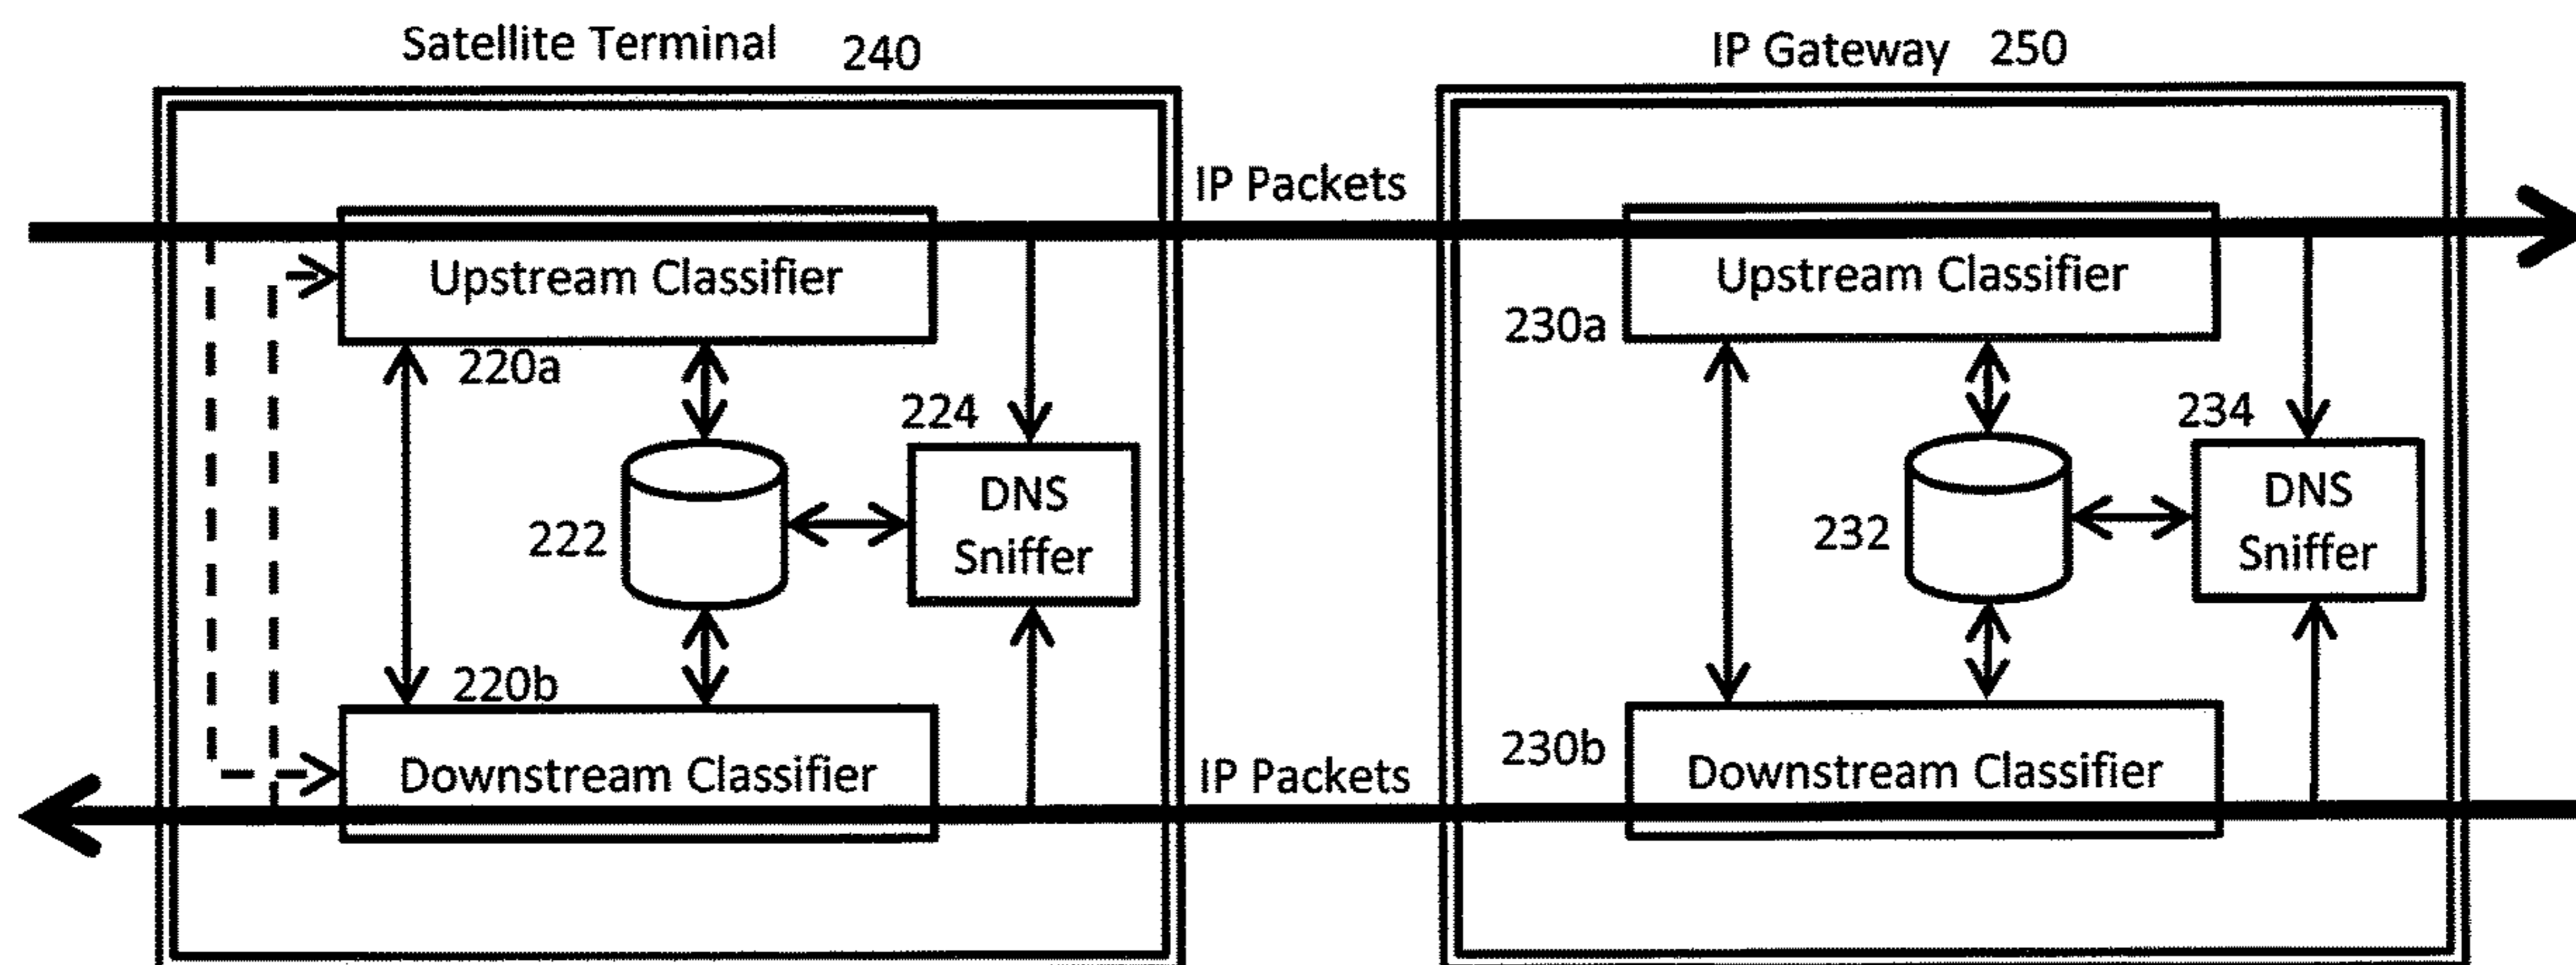 Satellite Terminal 240
IP Gateway 250
IP Packets
Upstream Classifier
220a
224
DNS
Sniffer
222
220b
Downstream Classifier
IP Packets
Upstream Classifier
230a
234
DNS
Sniffer
232
230b
Downstream Classifier